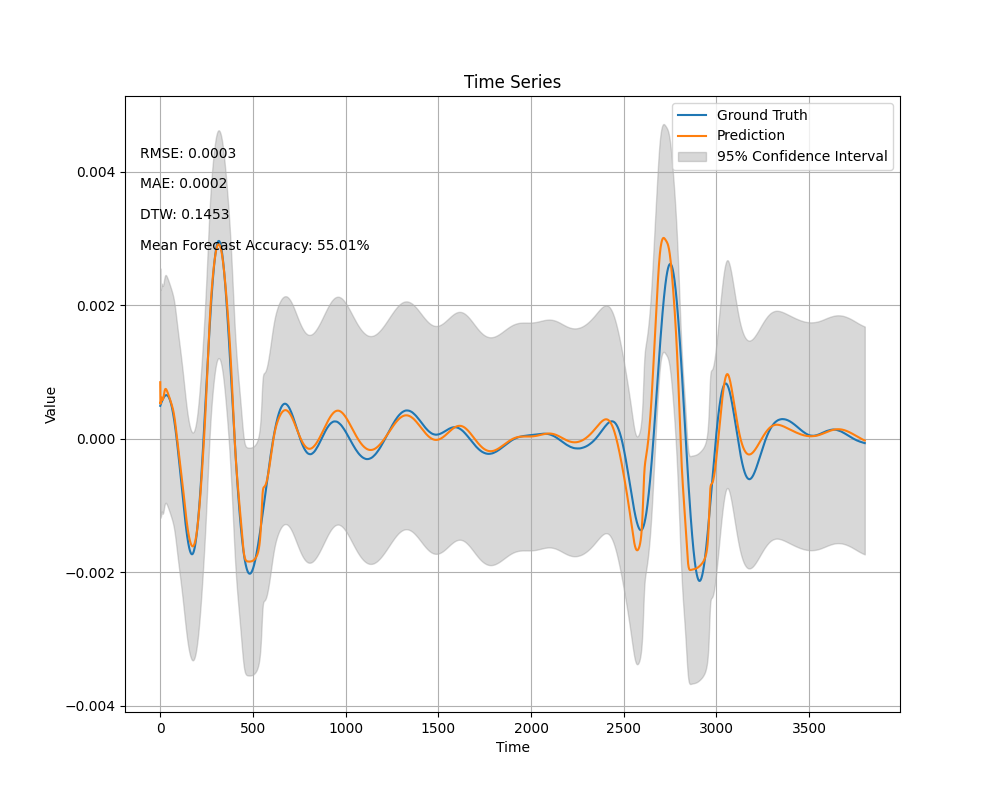 Time Series
Ground Truth
Prediction
95% Confidence Interval
RMSE: 0.0003
MAE: 0.0002
DTW: 0.1453
Mean Forecast Accuracy: 55.01%
Value
0.004
0.002
0.000
−0.002
−0.004
0 500 1000 1500 2000 2500 3000 3500
Time